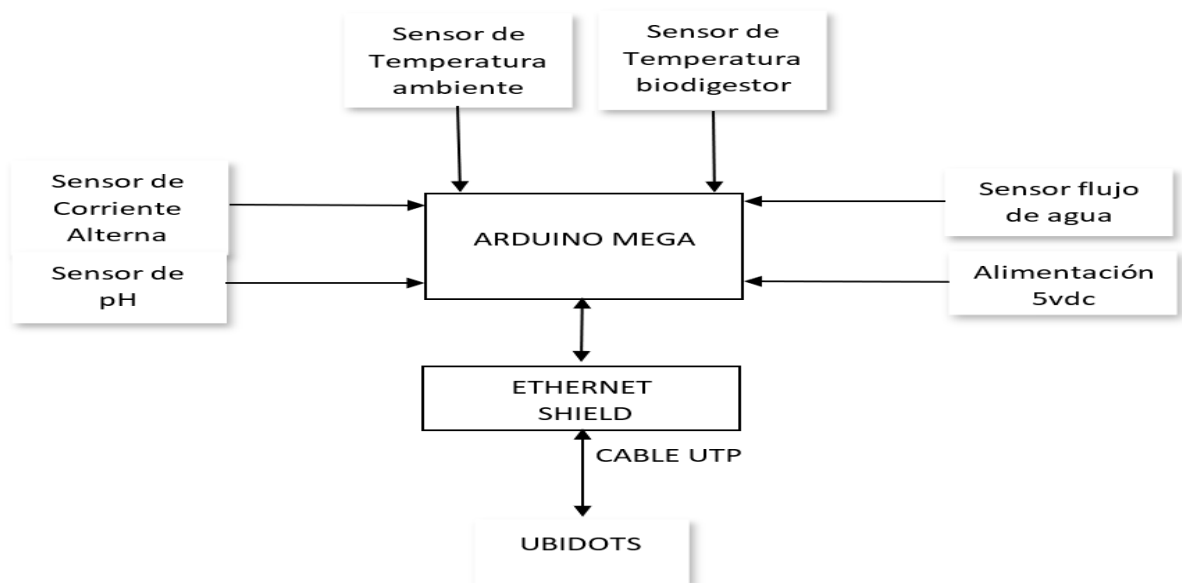 Sensor de
Temperatura
ambiente
Sensor de
Temperatura
biodigestor
Sensor de
Corriente
Alterna
Sensor de
pH
ARDUINO MEGA
Sensor flujo
de agua
Alimentación
5vdc
ETHERNET
SHIELD
CABLE UTP
UBIDOTS